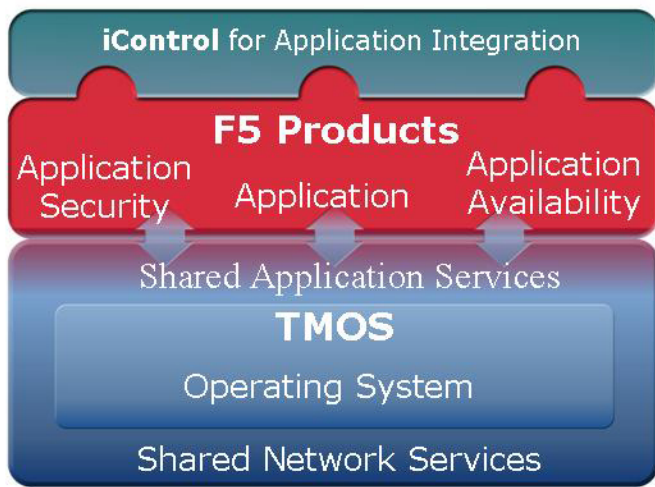 iControl for Application Integration
F5 Products
Application
Security
Application
Application
Availability
Shared Application Services
TMOS
Operating System
Shared Network Services